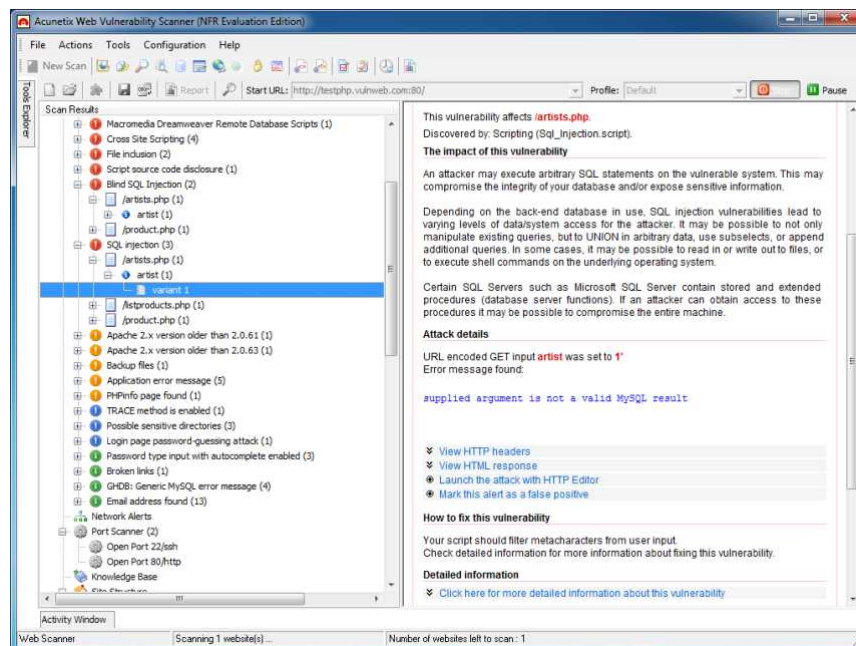 Acunetix Web Vulnerability Scanner (NFR Evaluation Edition)
File Actions Tools Configuration Help
New Scan
Report Start URL: http://testphp.vulnweb.com:80/ Profile: Default Pause
Tools Explorer
Scan Results
Macromedia Dreamweaver Remote Database Scripts (1)
Cross Site Scripting (4)
File inclusion (2)
Script source code disclosure (1)
Blind SQL Injection (2)
/artists.php (1)
artist (1)
/product.php (1)
SQL injection (3)
/artists.php (1)
artist (1)
variant 1
/listproducts.php (1)
/product.php (1)
Apache 2.x version older than 2.0.61 (1)
Apache 2.x version older than 2.0.63 (1)
Backup files (1)
Application error message (5)
PHPinfo page found (1)
TRACE method is enabled (1)
Possible sensitive directories (3)
Login page password-guessing attack (1)
Password type input with autocomplete enabled (3)
Broken links (1)
GHDB: Generic MySQL error message (4)
Email address found (13)
Network Alerts
Port Scanner (2)
Open Port 22/ssh
Open Port 80/http
Knowledge Base
Site Structure
This vulnerability affects /artists.php.
Discovered by: Scripting (Sql_Injection.script).
The impact of this vulnerability
An attacker may execute arbitrary SQL statements on the vulnerable system. This may
compromise the integrity of your database and/or expose sensitive information.
Depending on the back-end database in use, SQL injection vulnerabilities lead to
varying levels of data/system access for the attacker. It may be possible to not only
manipulate existing queries, but to UNION in arbitrary data, use subselects, or append
additional queries. In some cases, it may be possible to read in or write out to files, or
to execute shell commands on the underlying operating system.
Certain SQL Servers such as Microsoft SQL Server contain stored and extended
procedures (database server functions). If an attacker can obtain access to these
procedures it may be possible to compromise the entire machine.
Attack details
URL encoded GET input artist was set to 1'
Error message found:
supplied argument is not a valid MySQL result
View HTTP headers
View HTML response
Launch the attack with HTTP Editor
Mark this alert as a false positive
How to fix this vulnerability
Your script should filter metacharacters from user input.
Check detailed information for more information about fixing this vulnerability.
Detailed information
Click here for more detailed information about this vulnerability
Activity Window
Web Scanner Scanning 1 website(s) ... Number of websites left to scan : 1